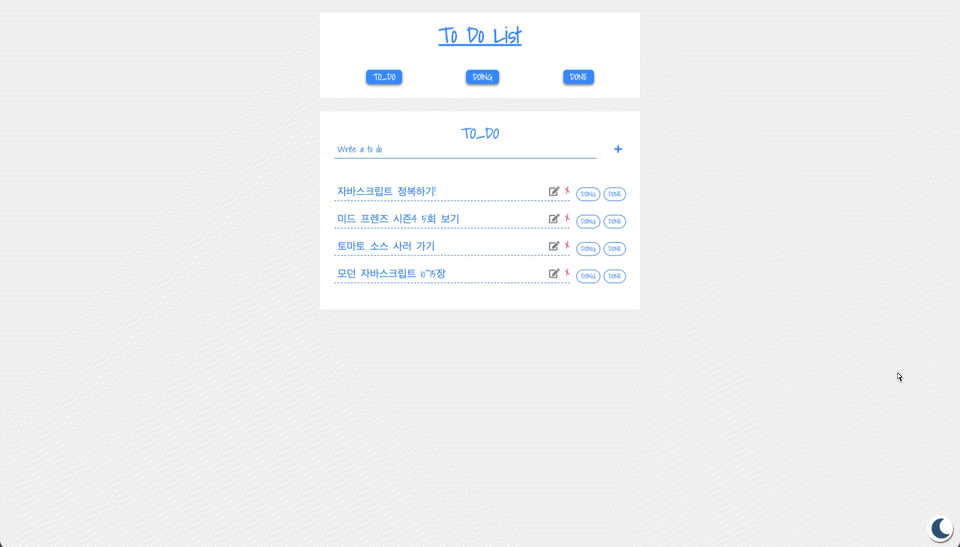 To Do List
TO_DO DOING DONE
TO_DO
Write a to do +
자바스크립트 정복하기! X DOING DONE
미드 프렌즈 시즌4 5회 보기 X DOING DONE
토마토 소스 사러 가기 X DOING DONE
모던 자바스크립트 10~15장 X DOING DONE